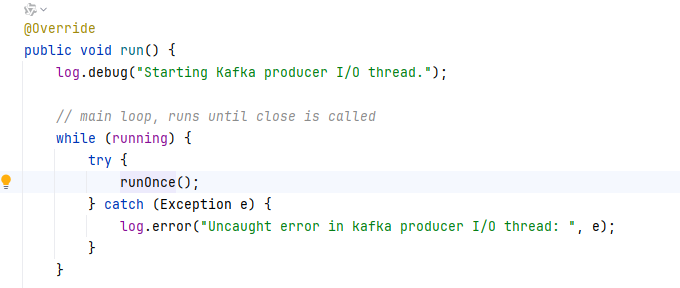 @Override
public void run() {
log.debug("Starting Kafka producer I/O thread.");
// main loop, runs until close is called
while (running) {
try {
runOnce();
} catch (Exception e) {
log.error("Uncaught error in kafka producer I/O thread: ", e);
}
}